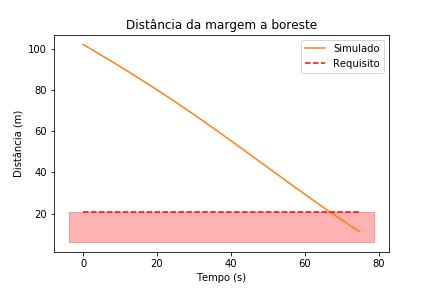 Distância da margem a boreste
Simulado
Requisito
Distância (m)
100
80
60
40
20
0
20
40
60
80
Tempo (s)